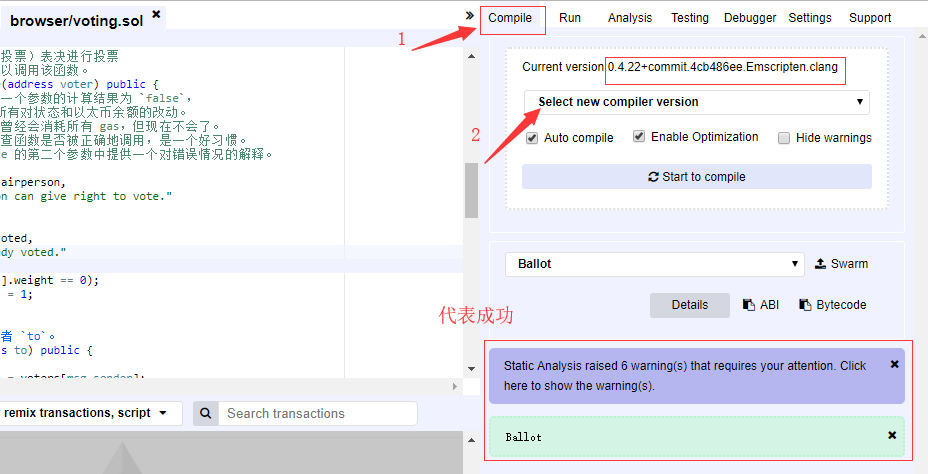 browser/voting.sol
投票）表决进行投票
以调用该函数。
(address voter) public {
一个参数的计算结果为 `false`，
所有对状态和以太币余额的改动。
曾经会消耗所有 gas，但现在不会了。
查函数是否被正确地调用，是一个好习惯。
e 的第二个参数中提供一个对错误情况的解释。
airperson,
on can give right to vote."
oted,
dy voted."
].weight == 0);
= 1;
者 `to`。
s to) public {
remix transactions, script
Search transactions
Compile
Run
Analysis
Testing
Debugger
Settings
Support
1
Current version:0.4.22+commit.4cb486ee.Emscripten.clang
Select new compiler version
2
Auto compile
Enable Optimization
Hide warnings
Start to compile
Ballot
Swarm
Details
ABI
Bytecode
代表成功
Static Analysis raised 6 warning(s) that requires your attention. Click
here to show the warning(s).
Ballot